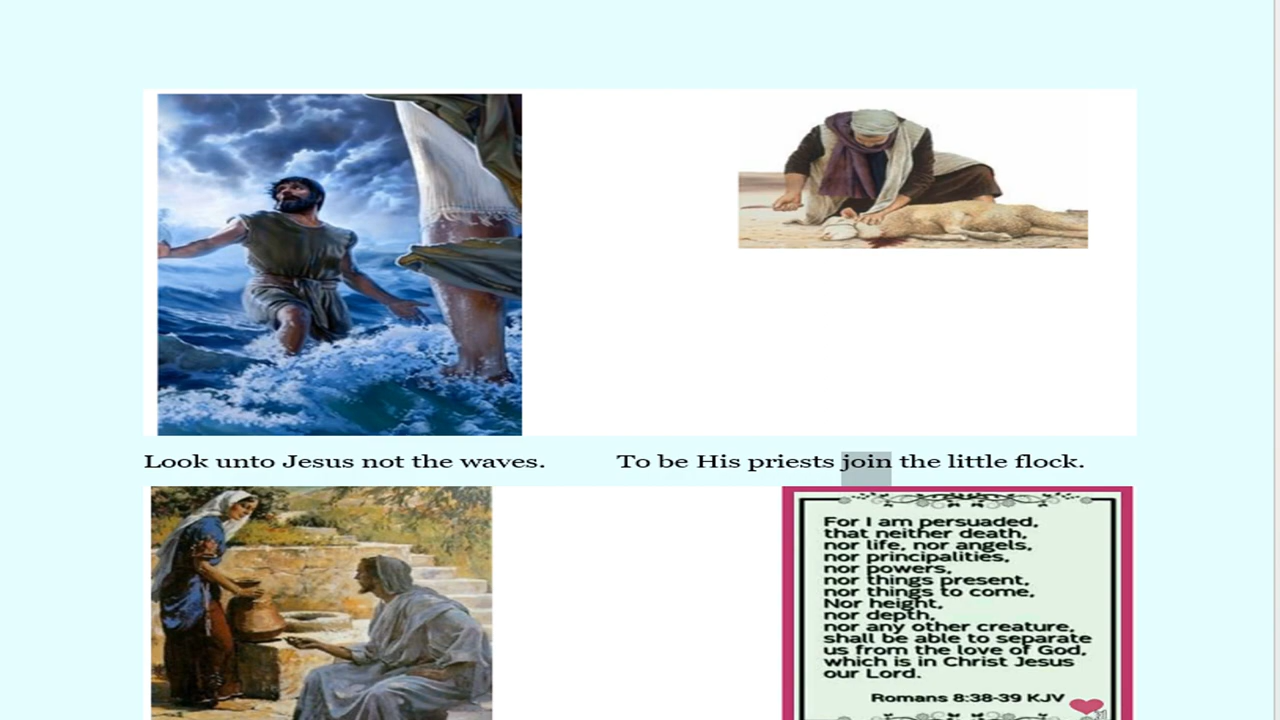 Look unto Jesus not the waves.
To be His priests join the little flock.
For I am persuaded,
that neither death,
nor life, nor angels,
nor principalities,
nor powers,
nor things present,
nor things to come,
Nor height,
nor depth,
nor any other creature,
shall be able to separate
us from the love of God,
which is in Christ Jesus
our Lord.
Romans 8:38-39 KJV